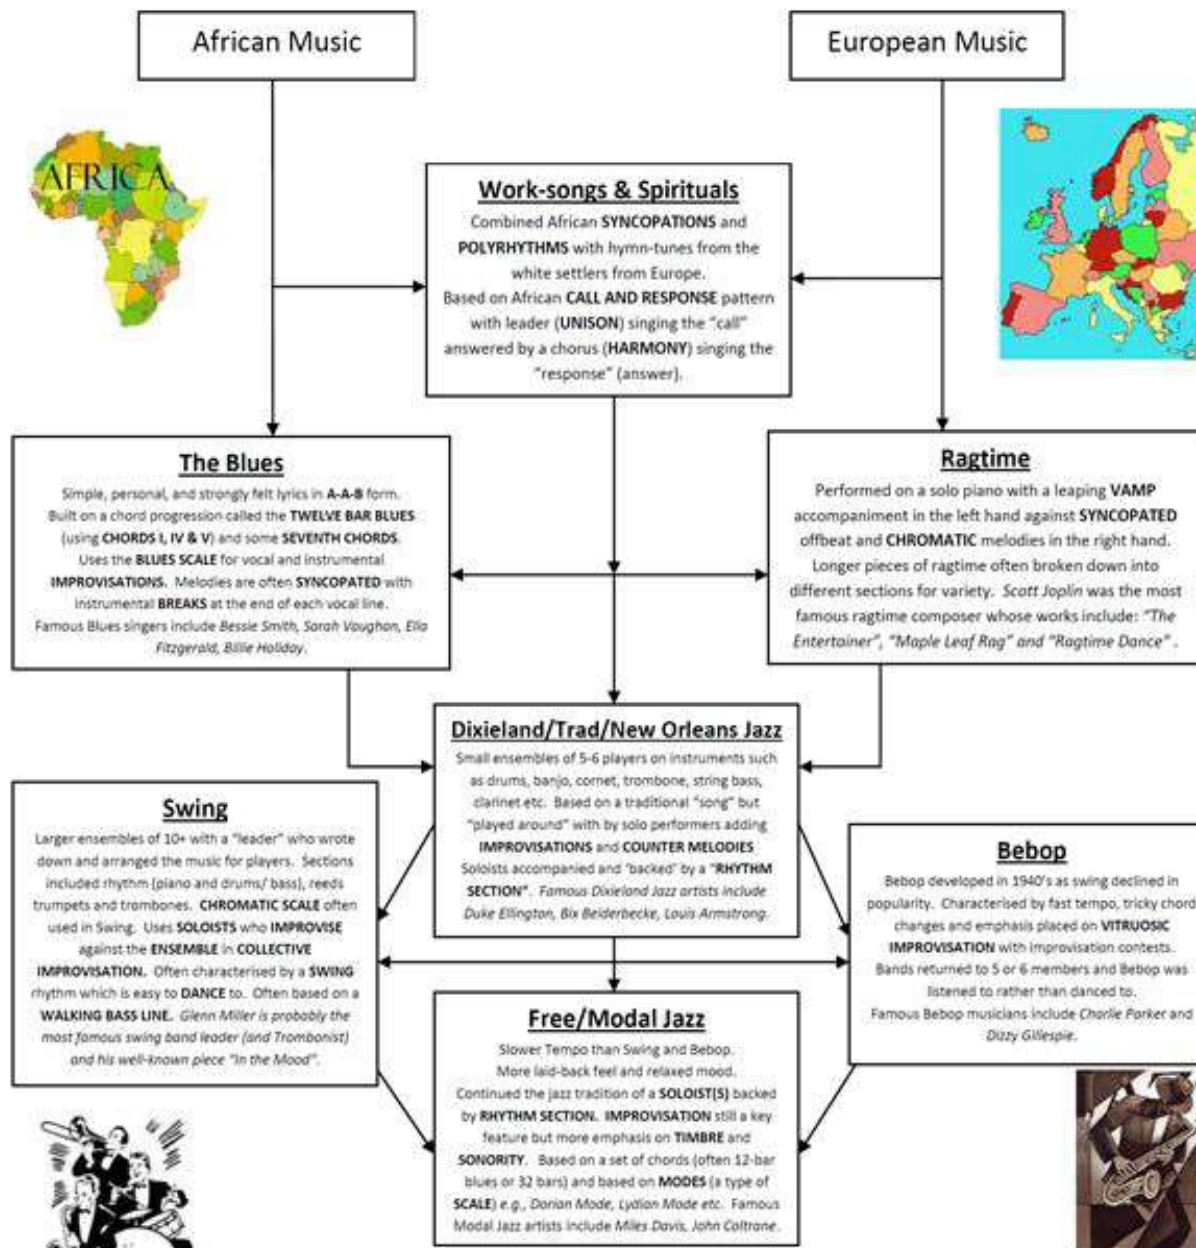 African Music
European Music
AFRICA
Work-songs & Spirituals
Combined African SYNCOPATIONS and
POLYRHYTHMS with hymn-tunes from the
white settlers from Europe.
Based on African CALL AND RESPONSE pattern
with leader (UNISON) singing the “call”
answered by a chorus (HARMONY) singing the
“response” (answer).
The Blues
Simple, personal, and strongly felt lyrics in A-A-B form.
Built on a chord progression called the TWELVE BAR BLUES
(using CHORDS I, IV & V) and some SEVENTH CHORDS.
Uses the BLUES SCALE for vocal and instrumental
IMPROVISATIONS. Melodies are often SYNCOPATED with
instrumental BREAKS at the end of each vocal line.
Famous Blues singers include Bessie Smith, Sarah Vaughan, Ella
Fitzgerald, Billie Holiday.
Ragtime
Performed on a solo piano with a leaping VAMP
accompaniment in the left hand against SYNCOPATED
offbeat and CHROMATIC melodies in the right hand.
Longer pieces of ragtime often broken down into
different sections for variety. Scott Joplin was the most
famous ragtime composer whose works include: “The
Entertainer”, “Maple Leaf Rag” and “Ragtime Dance” .
Dixieland/Trad/New Orleans Jazz
Small ensembles of 5-6 players on instruments such
as drums, banjo, cornet, trombone, string bass,
clarinet etc. Based on a traditional “song” but
“played around” with by solo performers adding
IMPROVISATIONS and COUNTER MELODIES
Soloists accompanied and ‘backed’ by a “RHYTHM
SECTION”. Famous Dixieland Jazz artists include
Duke Ellington, Bix Beiderbecke, Louis Armstrong.
Swing
Larger ensembles of 10+ with a “leader” who wrote
down and arranged the music for players. Sections
included rhythm (piano and drums/ bass), reeds
trumpets and trombones. CHROMATIC SCALE often
used in Swing. Uses SOLOISTS who IMPROVISE
against the ENSEMBLE in COLLECTIVE
IMPROVISATION. Often characterised by a SWING
rhythm which is easy to DANCE to. Often based on a
WALKING BASS LINE. Glenn Miller is probably the
most famous swing band leader (and Trombonist)
and his well-known piece “In the Mood”.
Bebop
Bebop developed in 1940’s as swing declined in
popularity. Characterised by fast tempo, tricky chord
changes and emphasis placed on VITRUOSIC
IMPROVISATION with improvisation contests.
Bands returned to 5 or 6 members and Bebop was
listened to rather than danced to.
Famous Bebop musicians include Charlie Parker and
Dizzy Gillespie.
Free/Modal Jazz
Slower Tempo than Swing and Bebop.
More laid-back feel and relaxed mood.
Continued the jazz tradition of a SOLOIST(S) backed
by RHYTHM SECTION. IMPROVISATION still a key
feature but more emphasis on TIMBRE and
SONORITY. Based on a set of chords (often 12-bar
blues or 32 bars) and based on MODES (a type of
SCALE) e.g., Dorian Mode, Lydian Mode etc. Famous
Modal Jazz artists include Miles Davis, John Coltrane.